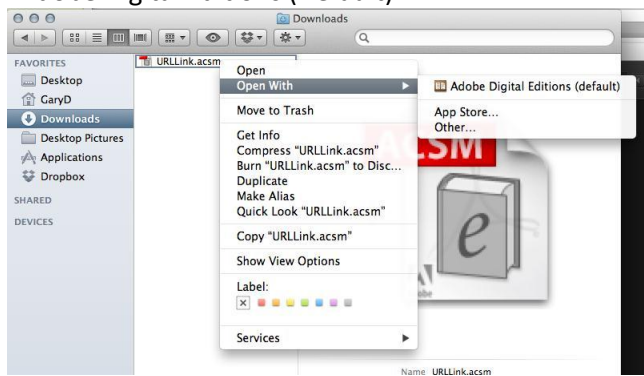 Downloads
FAVORITES
Desktop
GaryD
Downloads
Desktop Pictures
Applications
Dropbox
SHARED
DEVICES
URLLink.acsm
Open
Open With
Move to Trash
Get Info
Compress “URLLink.acsm”
Burn “URLLink.acsm” to Disc...
Duplicate
Make Alias
Quick Look “URLLink.acsm”
Copy “URLLink.acsm”
Show View Options
Label:
Services
Adobe Digital Editions (default)
App Store...
Other...
ACSM
e
Adobe
Name URLLink.acsm